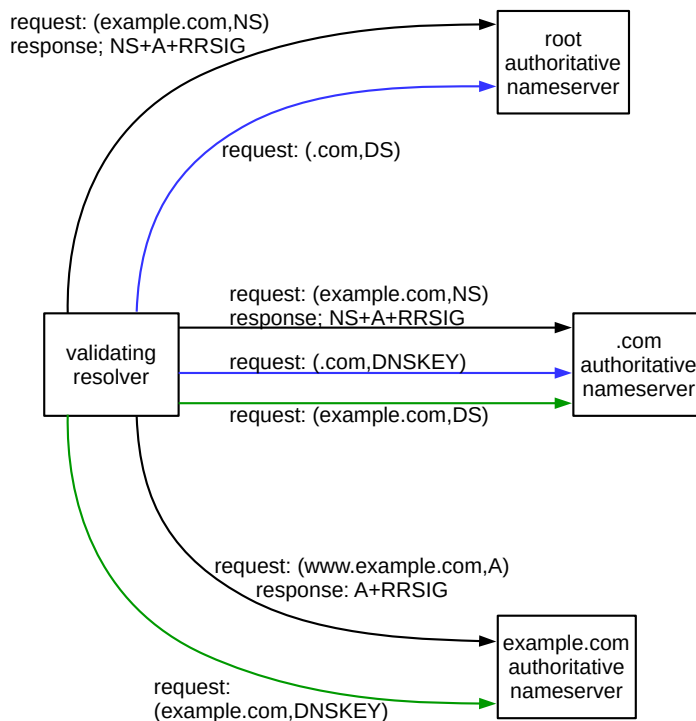 request: (example.com,NS)
response; NS+A+RRSIG
root
authoritative
nameserver
request: (.com,DS)
request: (example.com,NS)
response; NS+A+RRSIG
validating
resolver
request: (.com,DNSKEY)
request: (example.com,DS)
.com
authoritative
nameserver
request: (www.example.com,A)
response: A+RRSIG
example.com
authoritative
nameserver
request:
(example.com,DNSKEY)